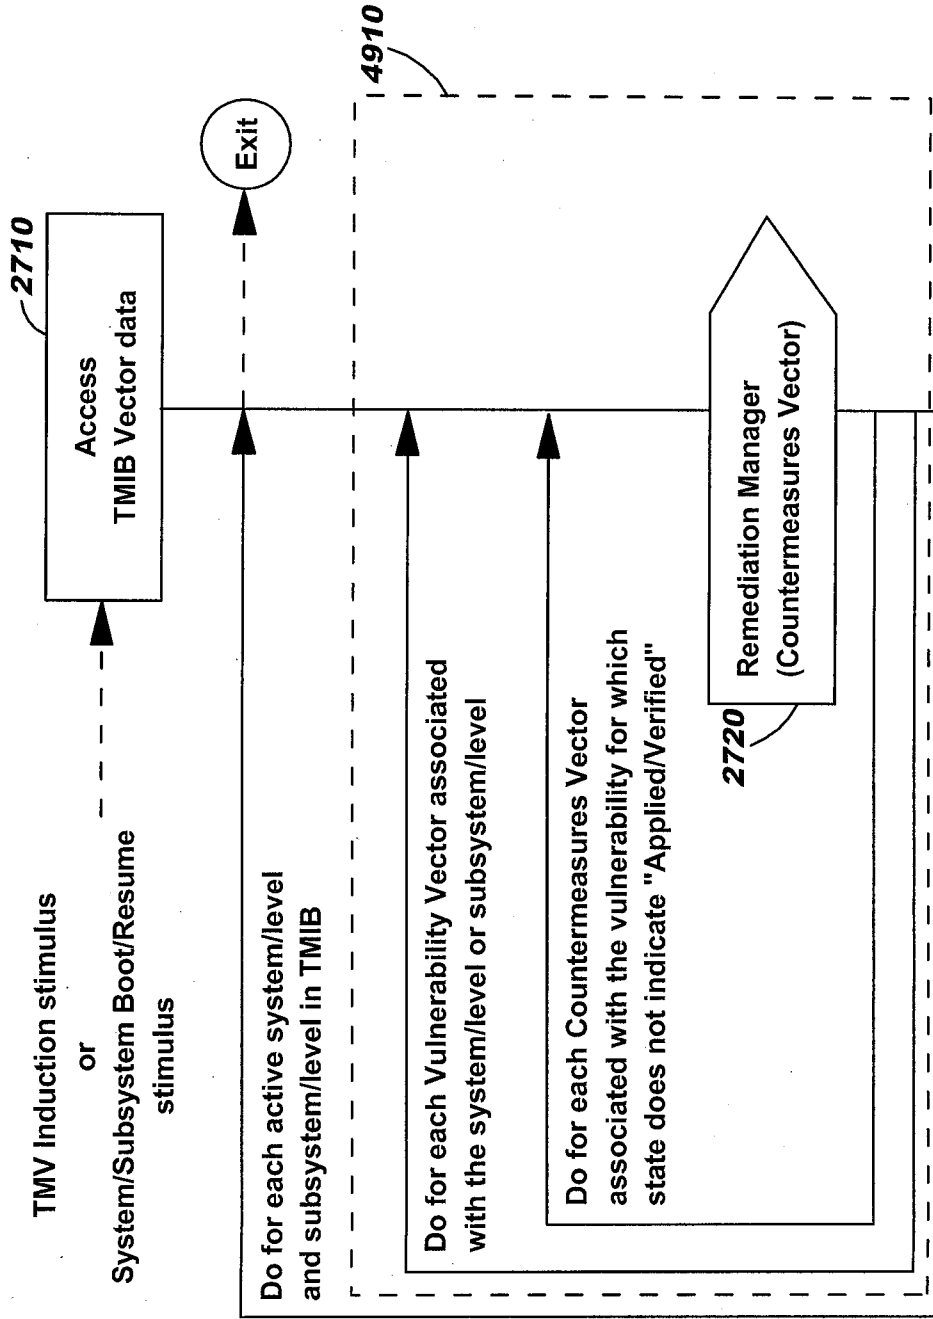 TMV Induction stimulus
or
System/Subsystem Boot/Resume
stimulus
2710
Access
TMIB Vector data
Exit
Do for each active system/level
and subsystem/level in TMIB
4910
Do for each Vulnerability Vector associated
with the system/level or subsystem/level
Do for each Countermeasures Vector
associated with the vulnerability for which
state does not indicate "Applied/Verified"
2720
Remediation Manager
(Countermeasures Vector)